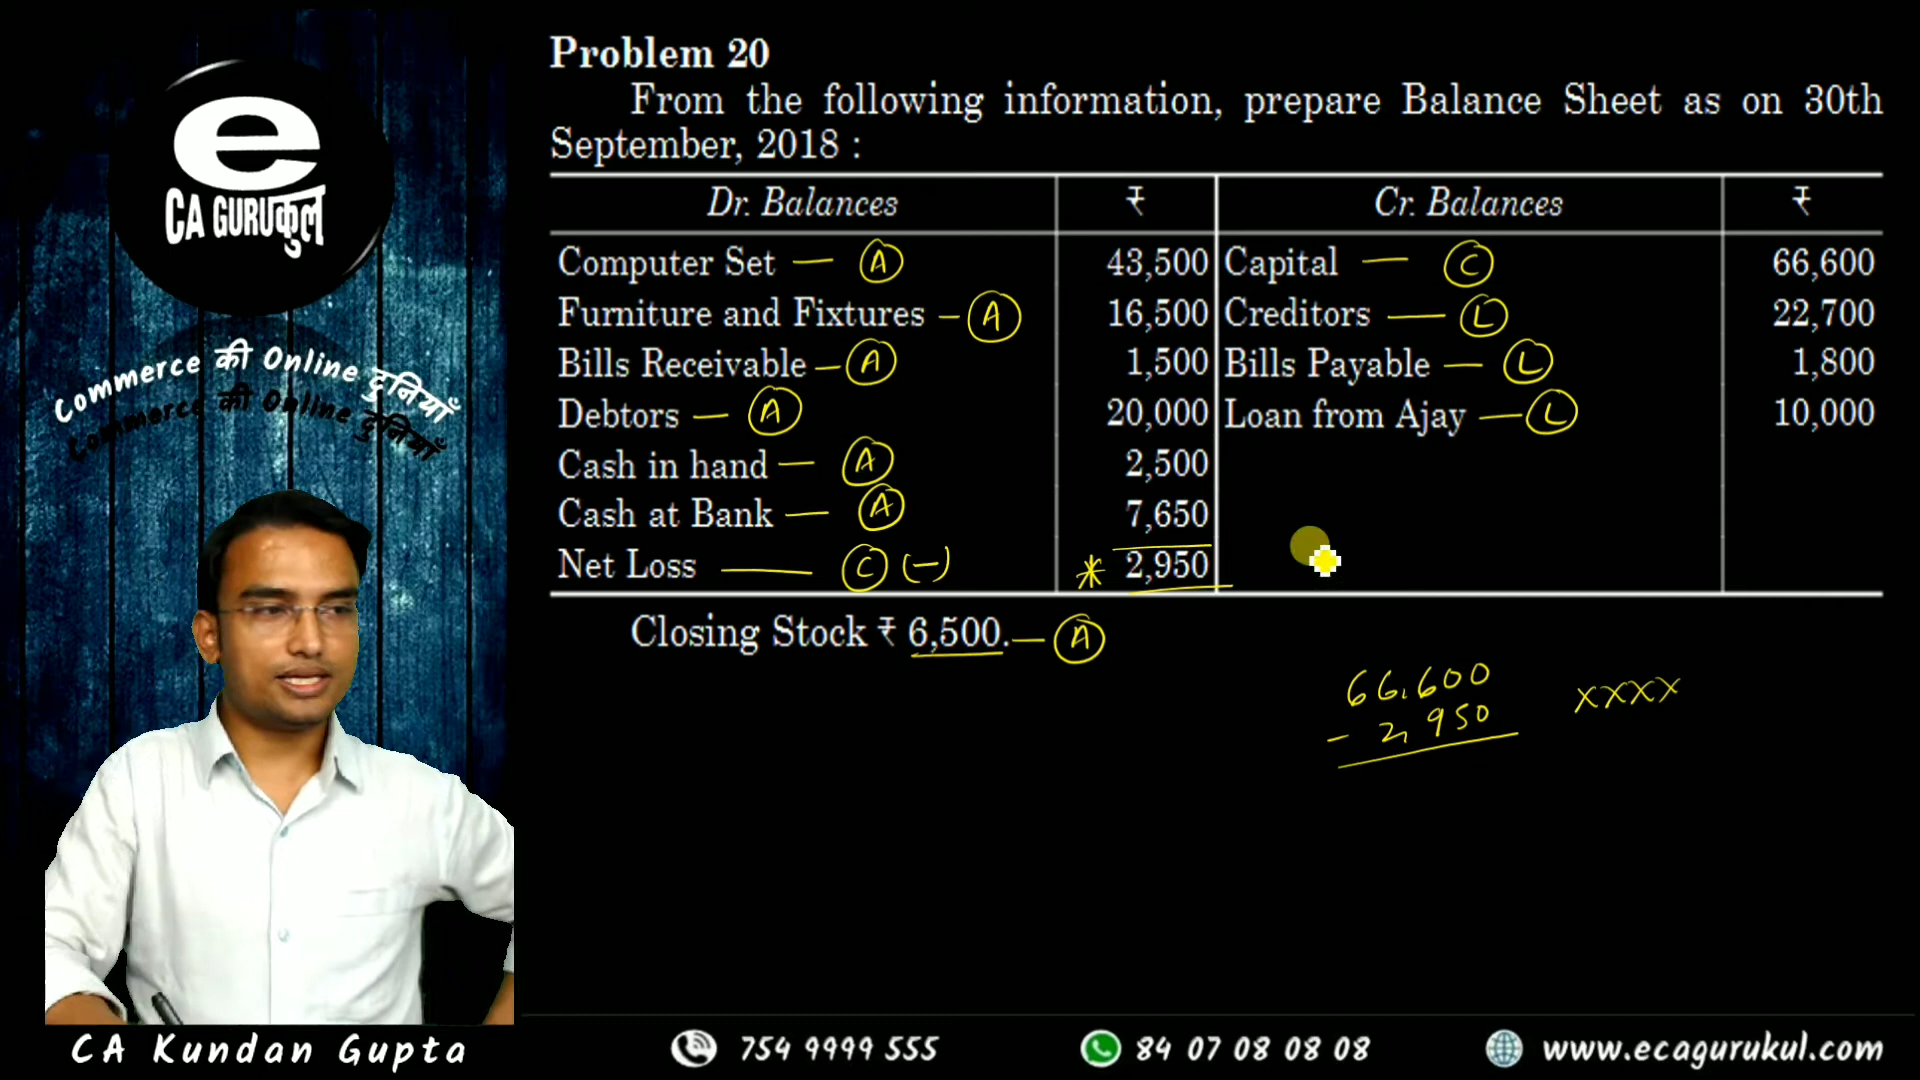 e
CA GURUकुल
Commerce की Online दुनियाँ
Commerce की Online दुनियाँ
CA Kundan Gupta
Problem 20
From the following information, prepare Balance Sheet as on 30th
September, 2018 :
Dr. Balances ₹ Cr. Balances ₹
Computer Set — A 43,500 Capital — C 66,600
Furniture and Fixtures — A 16,500 Creditors — L 22,700
Bills Receivable — A 1,500 Bills Payable — L 1,800
Debtors — A 20,000 Loan from Ajay — L 10,000
Cash in hand — A 2,500
Cash at Bank — A 7,650
Net Loss — C (-) * 2,950
Closing Stock ₹ 6,500. — A
66,600 xxxx
- 2,950
754 9999 555 84 07 08 08 08 www.ecagurukul.com